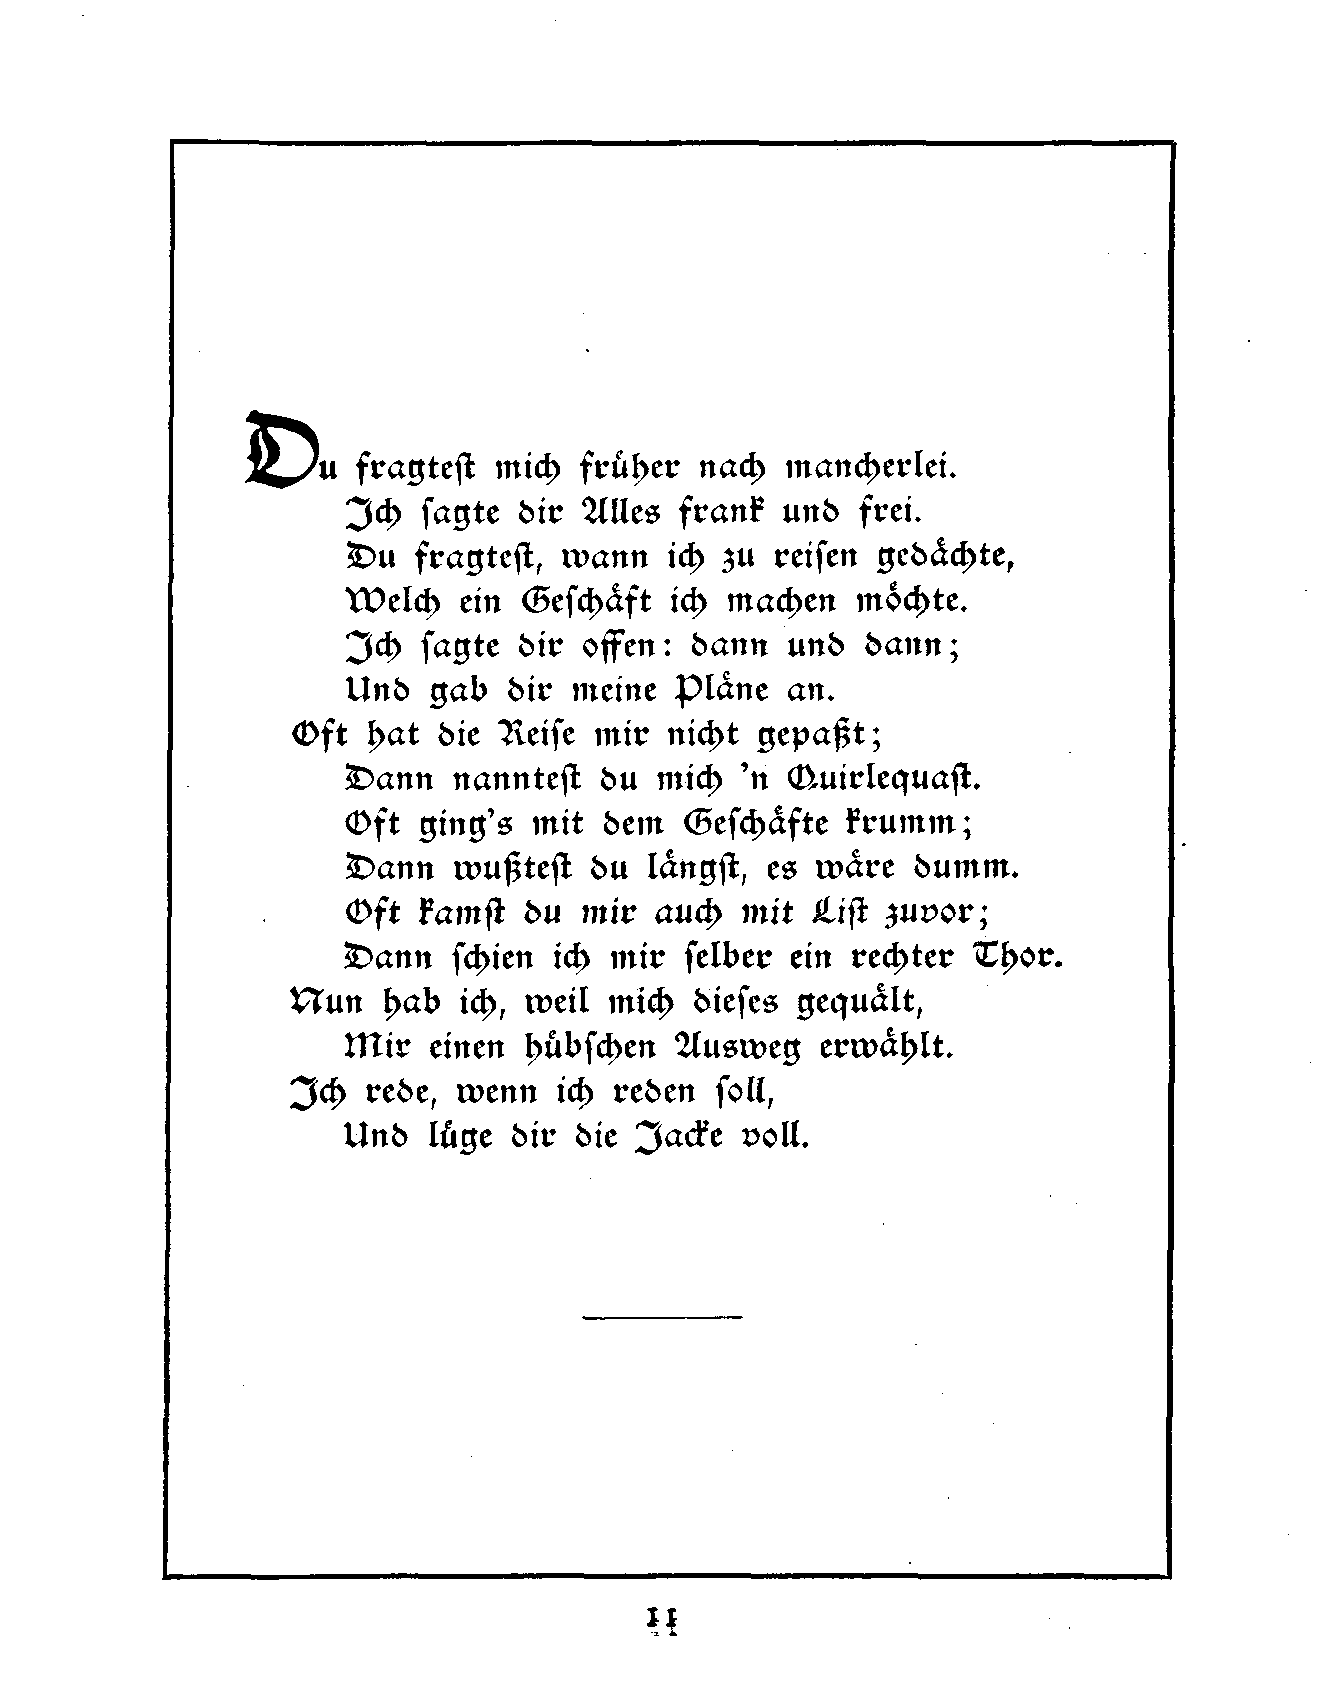 Du fragteſt mich früher nach mancherlei.
Ich ſagte dir Alles frank und frei.
Du fragteſt, wann ich zu reiſen gedächte,
Welch ein Geſchäft ich machen möchte.
Ich ſagte dir offen: dann und dann;
Und gab dir meine Pläne an.
Oft hat die Reiſe mir nicht gepaßt;
Dann nannteſt du mich ’n Quirlequaſt.
Oft ging’s mit dem Geſchäfte krumm;
Dann wußteſt du längſt, es wäre dumm.
Oft kamſt du mir auch mit Liſt zuvor;
Dann ſchien ich mir ſelber ein rechter Thor.
Nun hab ich, weil mich dieſes gequält,
Mir einen hübſchen Ausweg erwählt.
Ich rede, wenn ich reden ſoll,
Und lüge dir die Jacke voll.
11